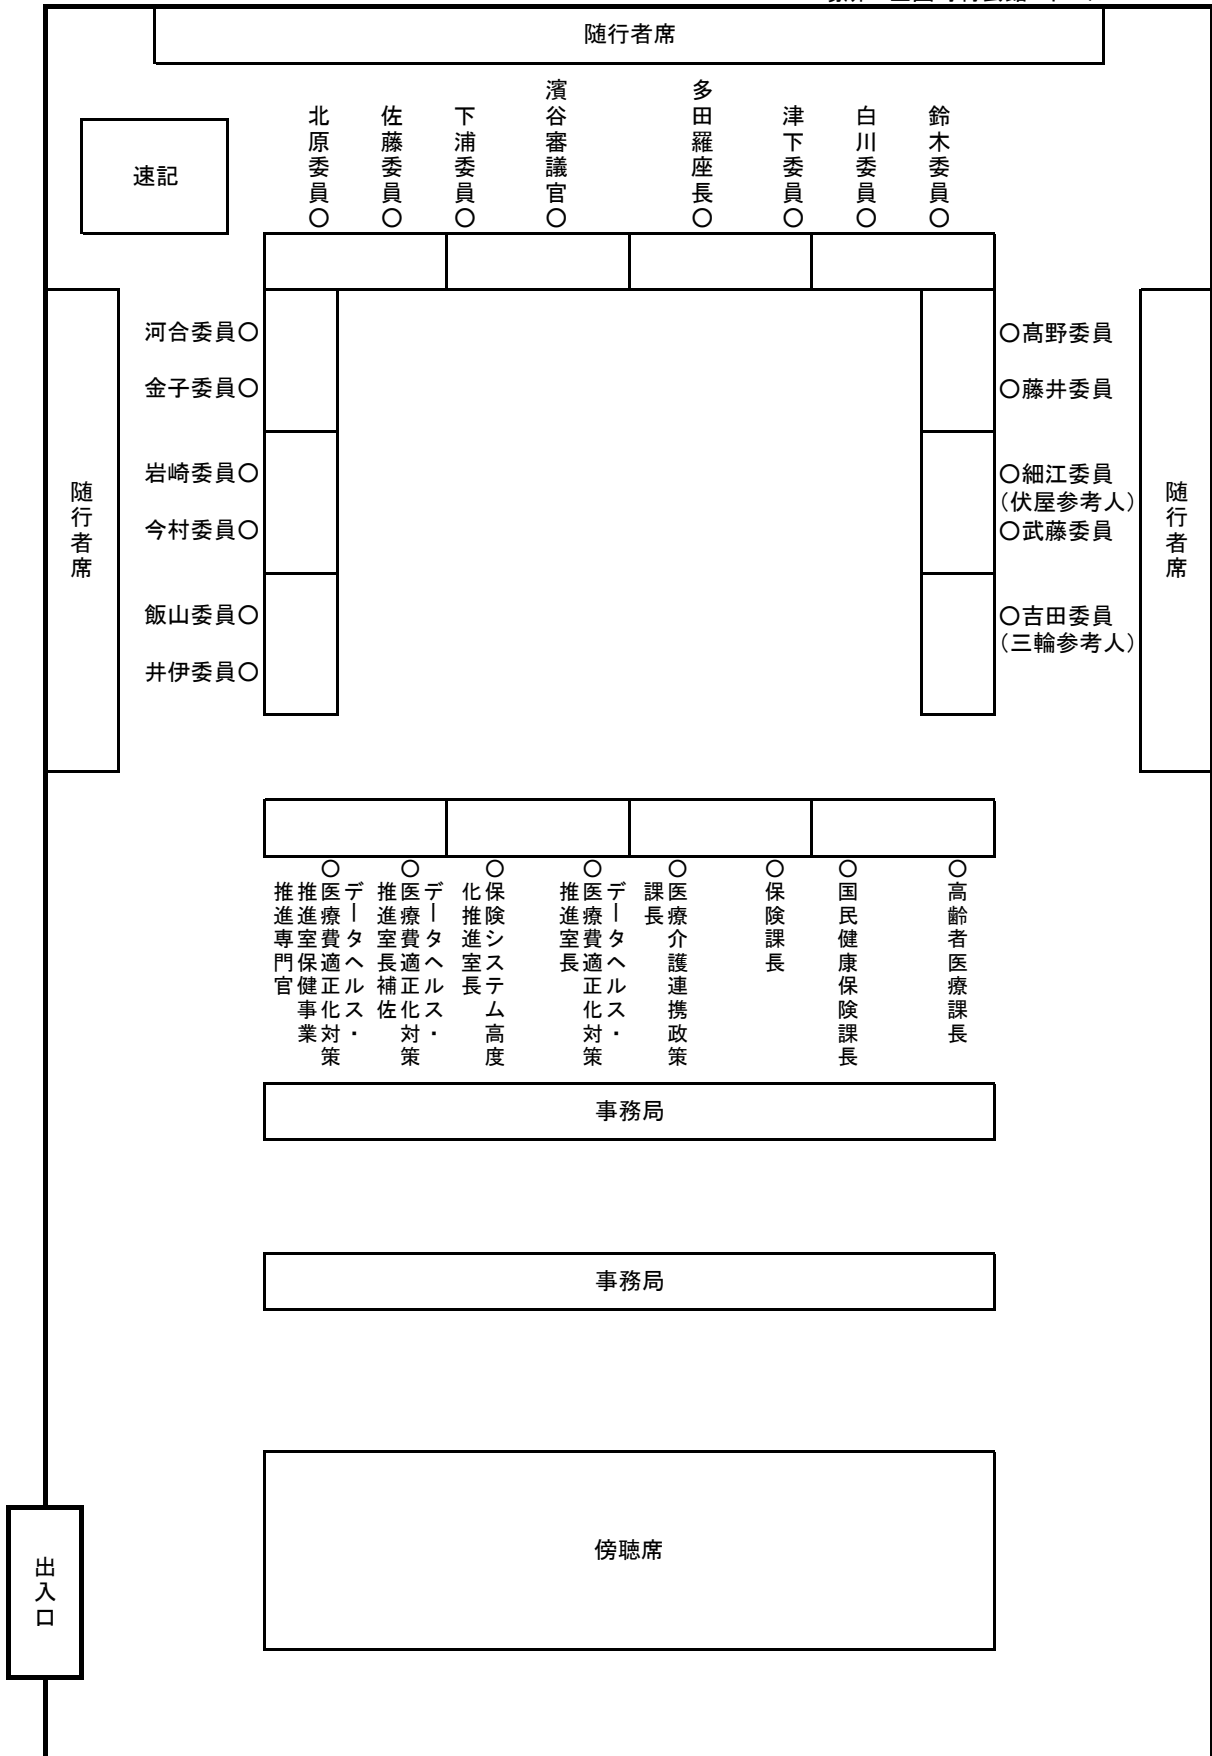 随行者席
速記
北原委員○
佐藤委員○
下浦委員○
濱谷審議官○
多田羅座長○
津下委員○
白川委員○
鈴木委員○
河合委員○
金子委員○
岩崎委員○
今村委員○
飯山委員○
井伊委員○
○髙野委員
○藤井委員
○細江委員
（伏屋参考人）
○武藤委員
○吉田委員
（三輪参考人）
随行者席
随行者席
○データヘルス・
医療費適正化対策
推進室保健事業
推進専門官
○データヘルス・
医療費適正化対策
推進室長補佐
○保険システム高度
化推進室長
○データヘルス・
医療費適正化対策
推進室長
○医療介護連携政策
課長
○保険課長
○国民健康保険課長
○高齢者医療課長
事務局
事務局
傍聴席
出入口